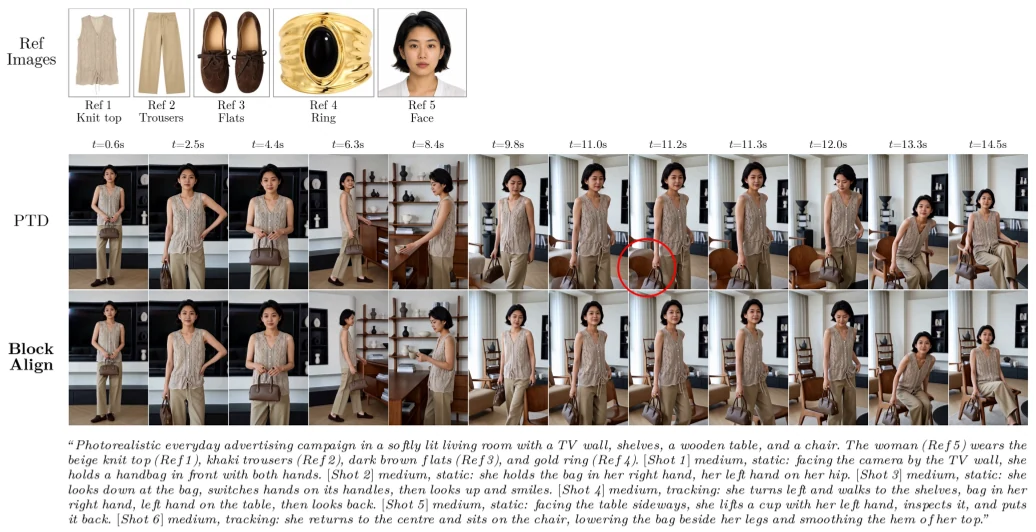 Ref
Images
Ref 1
Knit top
Ref 2
Trousers
Ref 3
Flats
Ref 4
Ring
Ref 5
Face
t=0.6s t=2.5s t=4.4s t=6.3s t=8.4s t=9.8s t=11.0s t=11.2s t=11.3s t=12.0s t=13.3s t=14.5s
PTD
Block
Align
“Photorealistic everyday advertising campaign in a softly lit living room with a TV wall, shelves, a wooden table, and a chair. The woman (Ref 5) wears the
beige knit top (Ref 1), khaki trousers (Ref 2), dark brown flats (Ref 3), and gold ring (Ref 4). [Shot 1] medium, static: facing the camera by the TV wall, she
holds a handbag in front with both hands. [Shot 2] medium, static: she holds the bag in her right hand, her left hand on her hip. [Shot 3] medium, static: she
looks down at the bag, switches hands on its handles, then looks up and smiles. [Shot 4] medium, tracking: she turns left and walks to the shelves, bag in her
right hand, left hand on the table, then looks back. [Shot 5] medium, static: facing the table sideways, she lifts a cup with her left hand, inspects it, and puts
it back. [Shot 6] medium, tracking: she returns to the centre and sits on the chair, lowering the bag beside her legs and smoothing the hem of her top.”